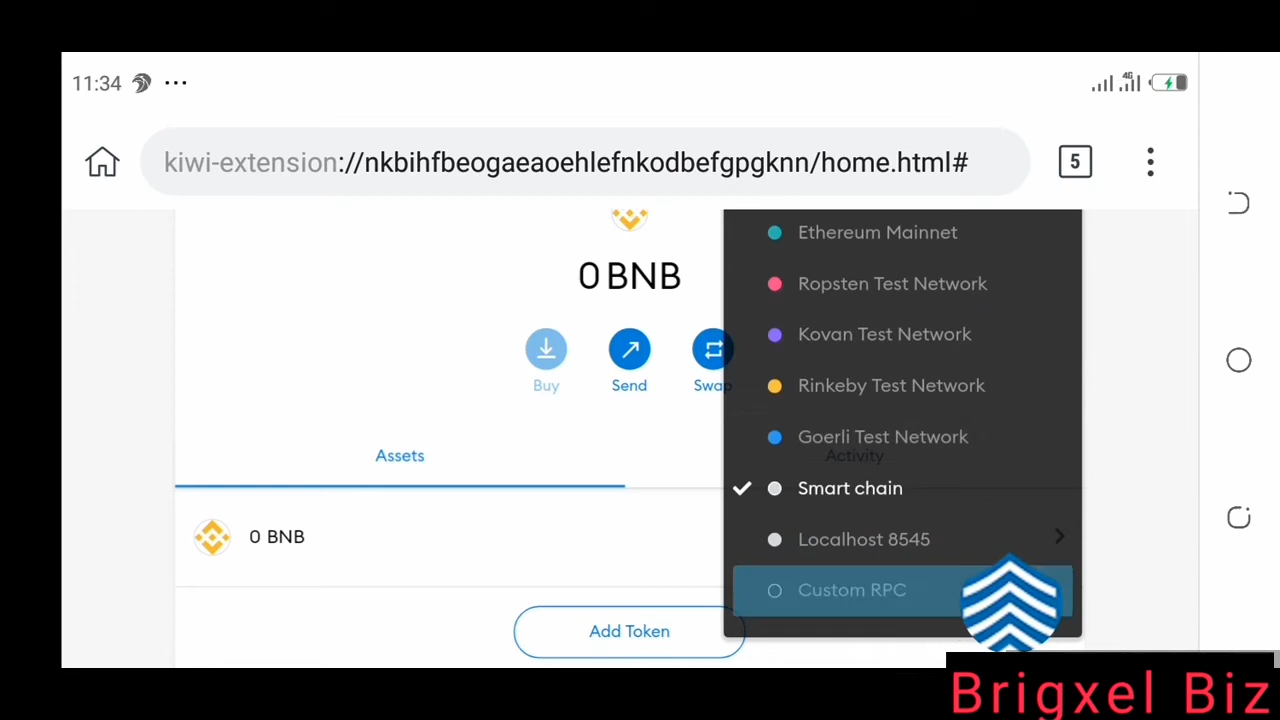 11:34
4G
kiwi-extension://nkbihfbeogaeaoehlefnkodbefgpgknn/home.html#
5
0 BNB
Buy
Send
Swap
Assets
Activity
0 BNB
Add Token
Ethereum Mainnet
Ropsten Test Network
Kovan Test Network
Rinkeby Test Network
Goerli Test Network
Smart chain
Localhost 8545
Custom RPC
Brigxel Biz